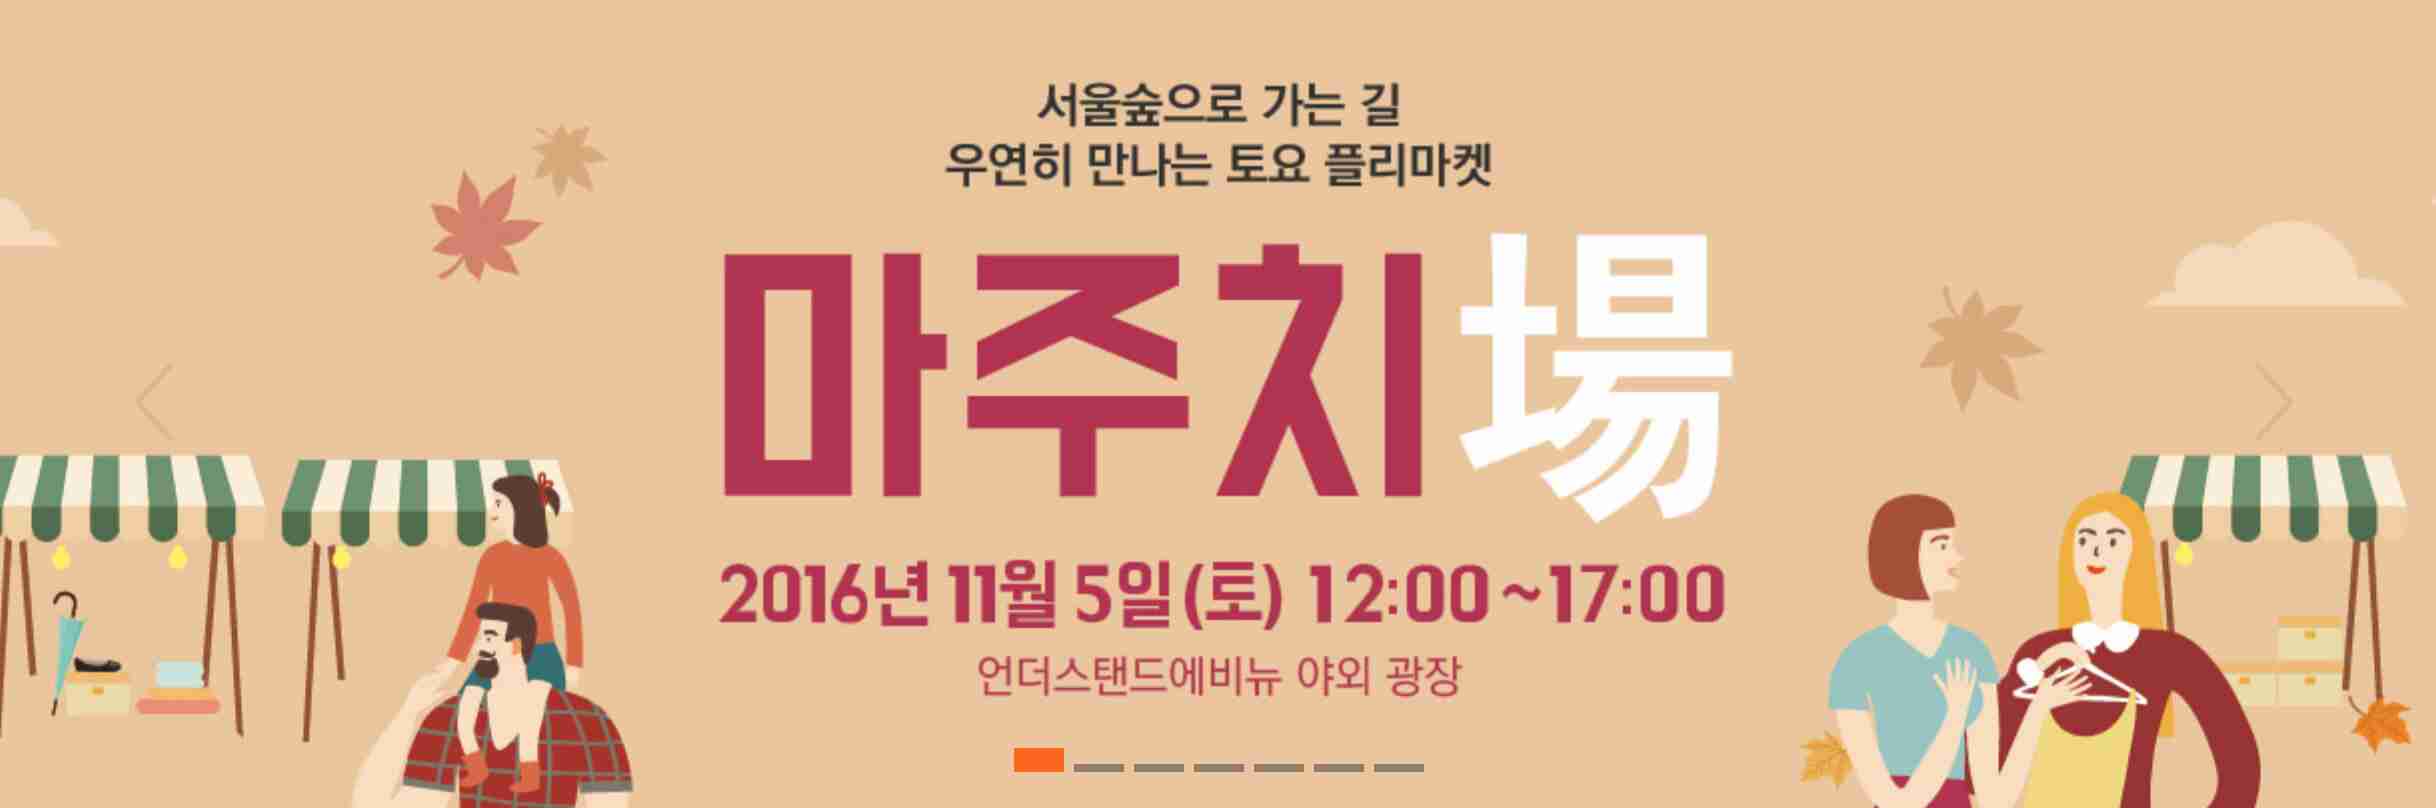 서울숲으로 가는 길
우연히 만나는 토요 플리마켓
마주치場
2016년 11월 5일(토) 12:00~17:00
언더스탠드에비뉴 야외 광장